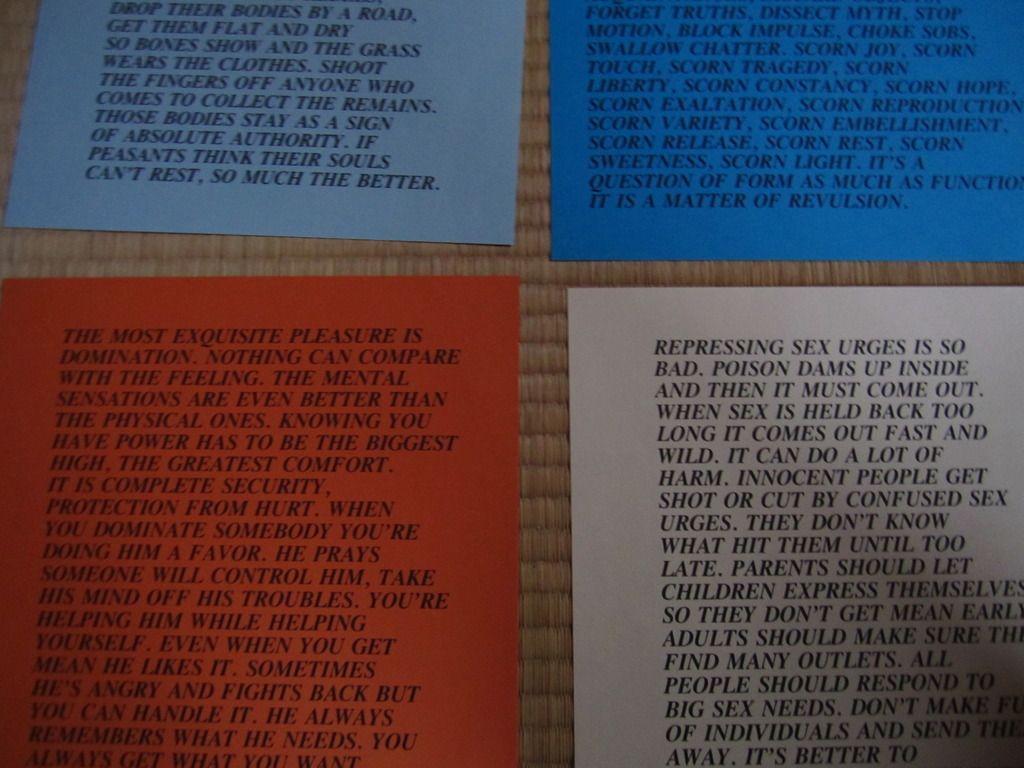 DROP THEIR BODIES BY A ROAD,
GET THEM FLAT AND DRY
SO BONES SHOW AND THE GRASS
WEARS THE CLOTHES. SHOOT
THE FINGERS OFF ANYONE WHO
COMES TO COLLECT THE REMAINS.
THOSE BODIES STAY AS A SIGN
OF ABSOLUTE AUTHORITY. IF
PEASANTS THINK THEIR SOULS
CAN'T REST, SO MUCH THE BETTER.
FORGET TRUTHS, DISSECT MYTH, STOP
MOTION, BLOCK IMPULSE, CHOKE SOBS,
SWALLOW CHATTER. SCORN JOY, SCORN
TOUCH, SCORN TRAGEDY, SCORN
LIBERTY, SCORN CONSTANCY, SCORN HOPE,
SCORN EXALTATION, SCORN REPRODUCTION
SCORN VARIETY, SCORN EMBELLISHMENT,
SCORN RELEASE, SCORN REST, SCORN
SWEETNESS, SCORN LIGHT. IT'S A
QUESTION OF FORM AS MUCH AS FUNCTION
IT IS A MATTER OF REVULSION.
THE MOST EXQUISITE PLEASURE IS
DOMINATION. NOTHING CAN COMPARE
WITH THE FEELING. THE MENTAL
SENSATIONS ARE EVEN BETTER THAN
THE PHYSICAL ONES. KNOWING YOU
HAVE POWER HAS TO BE THE BIGGEST
HIGH, THE GREATEST COMFORT.
IT IS COMPLETE SECURITY,
PROTECTION FROM HURT. WHEN
YOU DOMINATE SOMEBODY YOU'RE
DOING HIM A FAVOR. HE PRAYS
SOMEONE WILL CONTROL HIM, TAKE
HIS MIND OFF HIS TROUBLES. YOU'RE
HELPING HIM WHILE HELPING
YOURSELF. EVEN WHEN YOU GET
MEAN HE LIKES IT. SOMETIMES
HE'S ANGRY AND FIGHTS BACK BUT
YOU CAN HANDLE IT. HE ALWAYS
REMEMBERS WHAT HE NEEDS. YOU
ALWAYS GET WHAT YOU WANT
REPRESSING SEX URGES IS SO
BAD. POISON DAMS UP INSIDE
AND THEN IT MUST COME OUT.
WHEN SEX IS HELD BACK TOO
LONG IT COMES OUT FAST AND
WILD. IT CAN DO A LOT OF
HARM. INNOCENT PEOPLE GET
SHOT OR CUT BY CONFUSED SEX
URGES. THEY DON'T KNOW
WHAT HIT THEM UNTIL TOO
LATE. PARENTS SHOULD LET
CHILDREN EXPRESS THEMSELVES
SO THEY DON'T GET MEAN EARLY
ADULTS SHOULD MAKE SURE TH
FIND MANY OUTLETS. ALL
PEOPLE SHOULD RESPOND TO
BIG SEX NEEDS. DON'T MAKE FU
OF INDIVIDUALS AND SEND THE
AWAY. IT'S BETTER TO